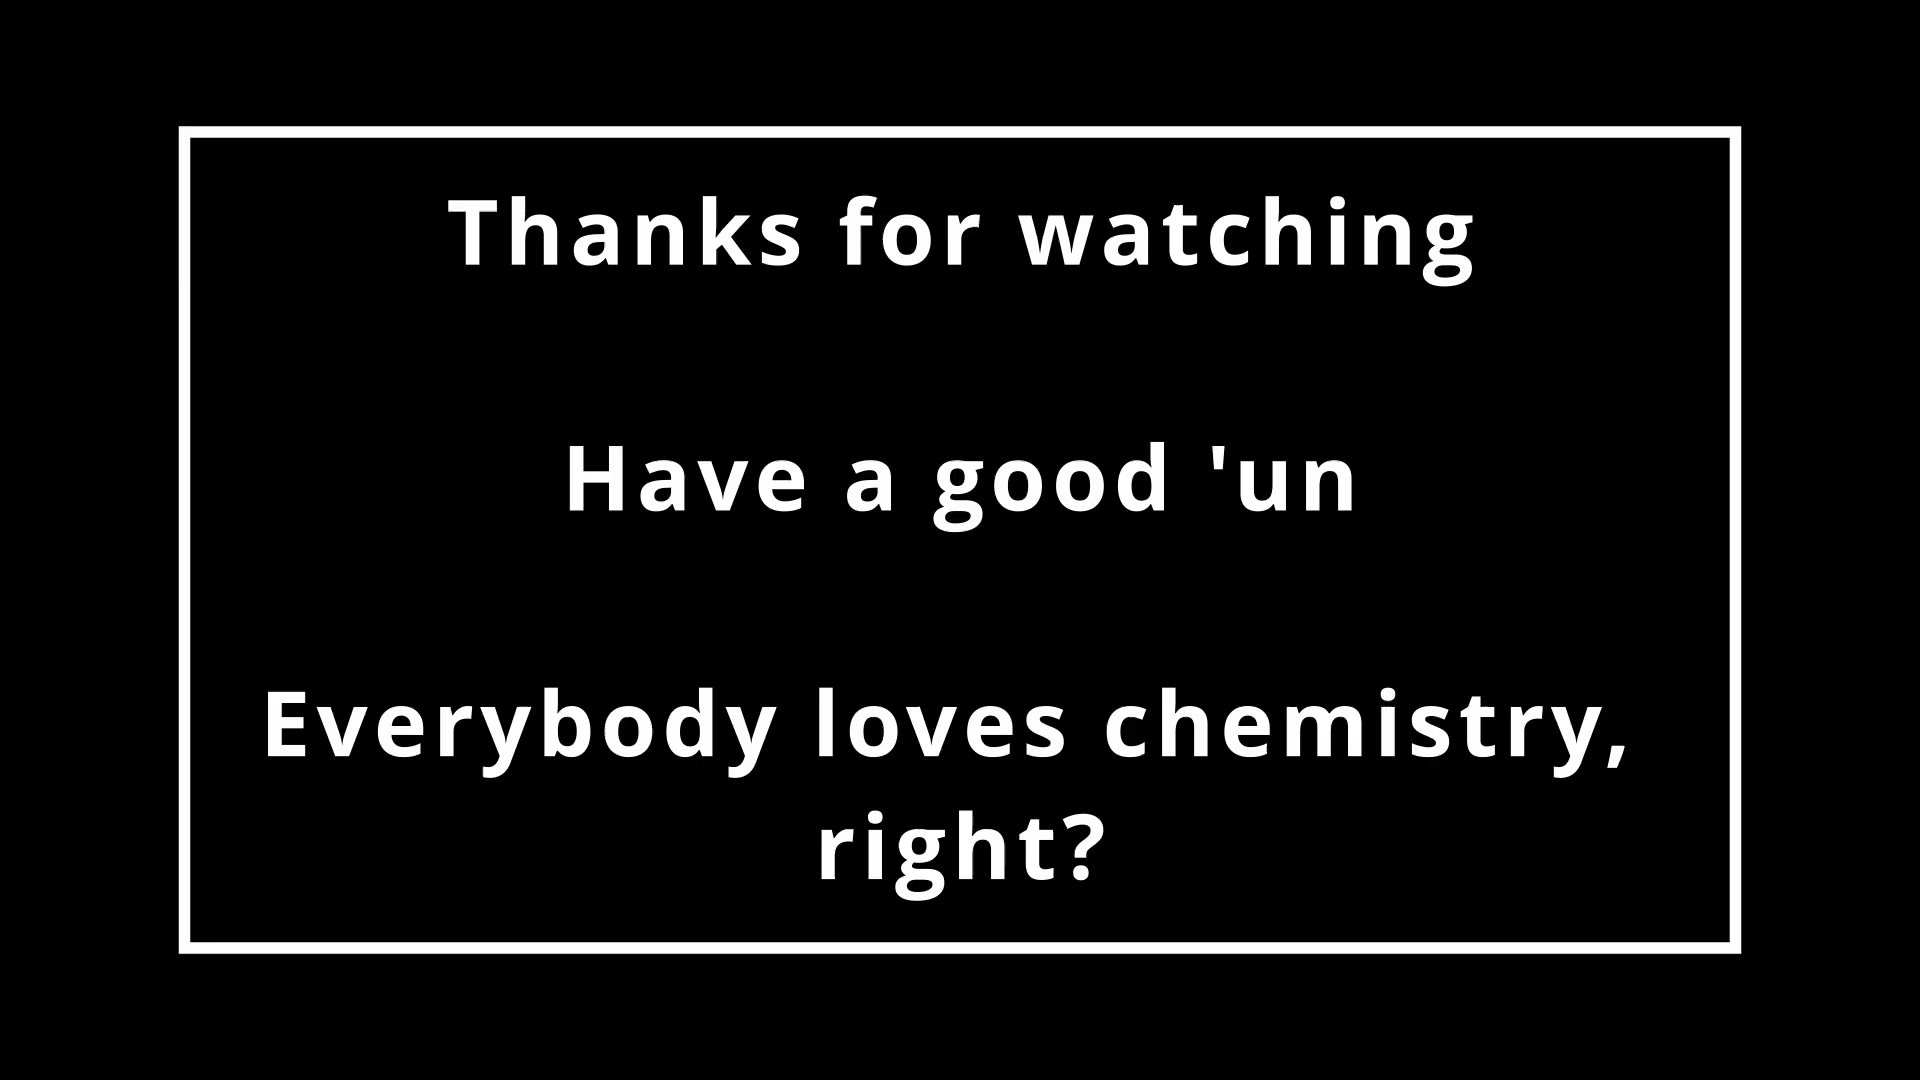 Thanks for watching
Have a good 'un
Everybody loves chemistry,
right?